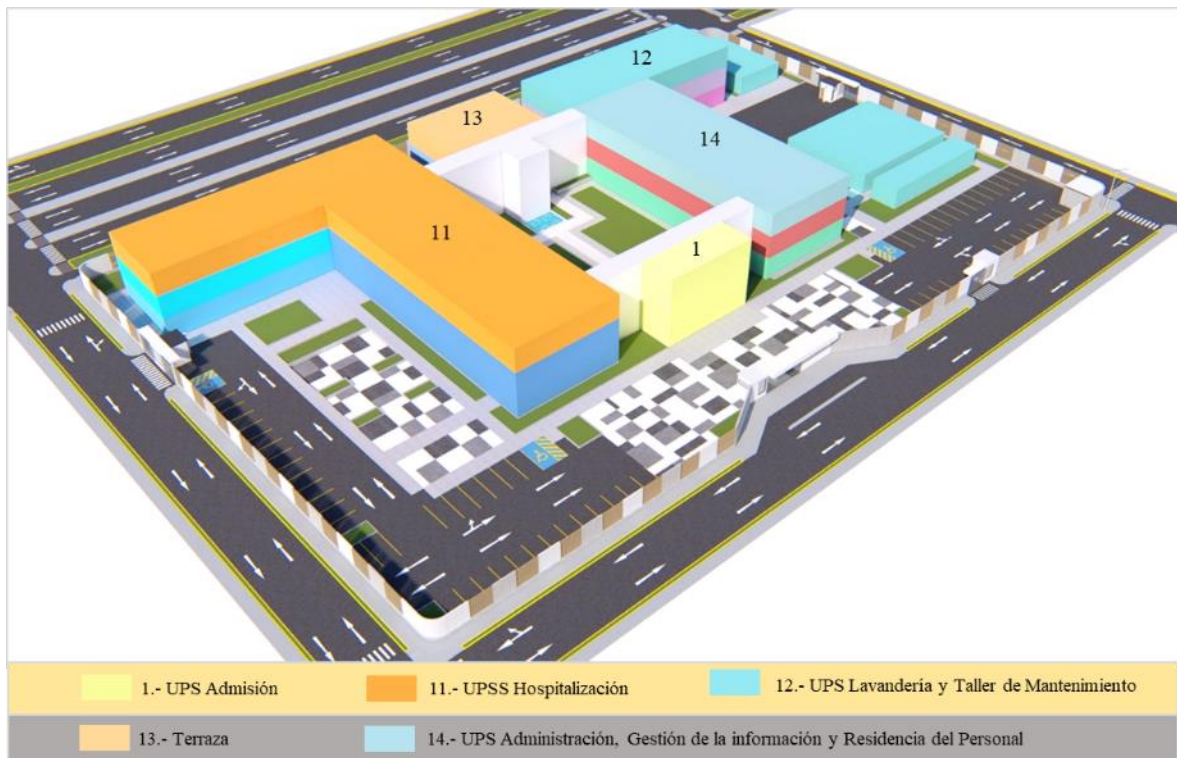 12
13
14
11
1
1.- UPS Admisión
11.- UPSS Hospitalización
12.- UPS Lavandería y Taller de Mantenimiento
13.- Terraza
14.- UPS Administración, Gestión de la información y Residencia del Personal